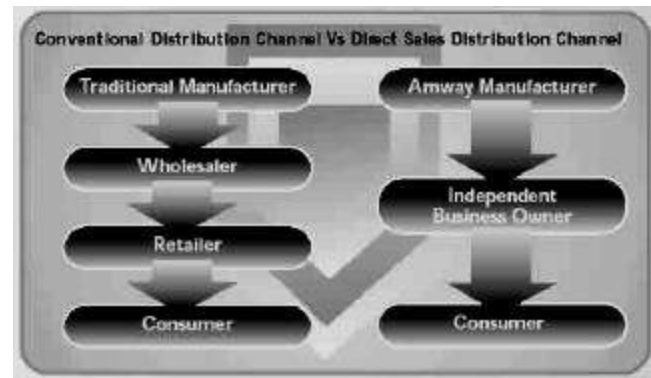 Conventional Distribution Channel Vs Direct Sales Distribution Channel
Traditional Manufacturer
Wholesaler
Retailer
Consumer
Amway Manufacturer
Independent
Business Owner
Consumer